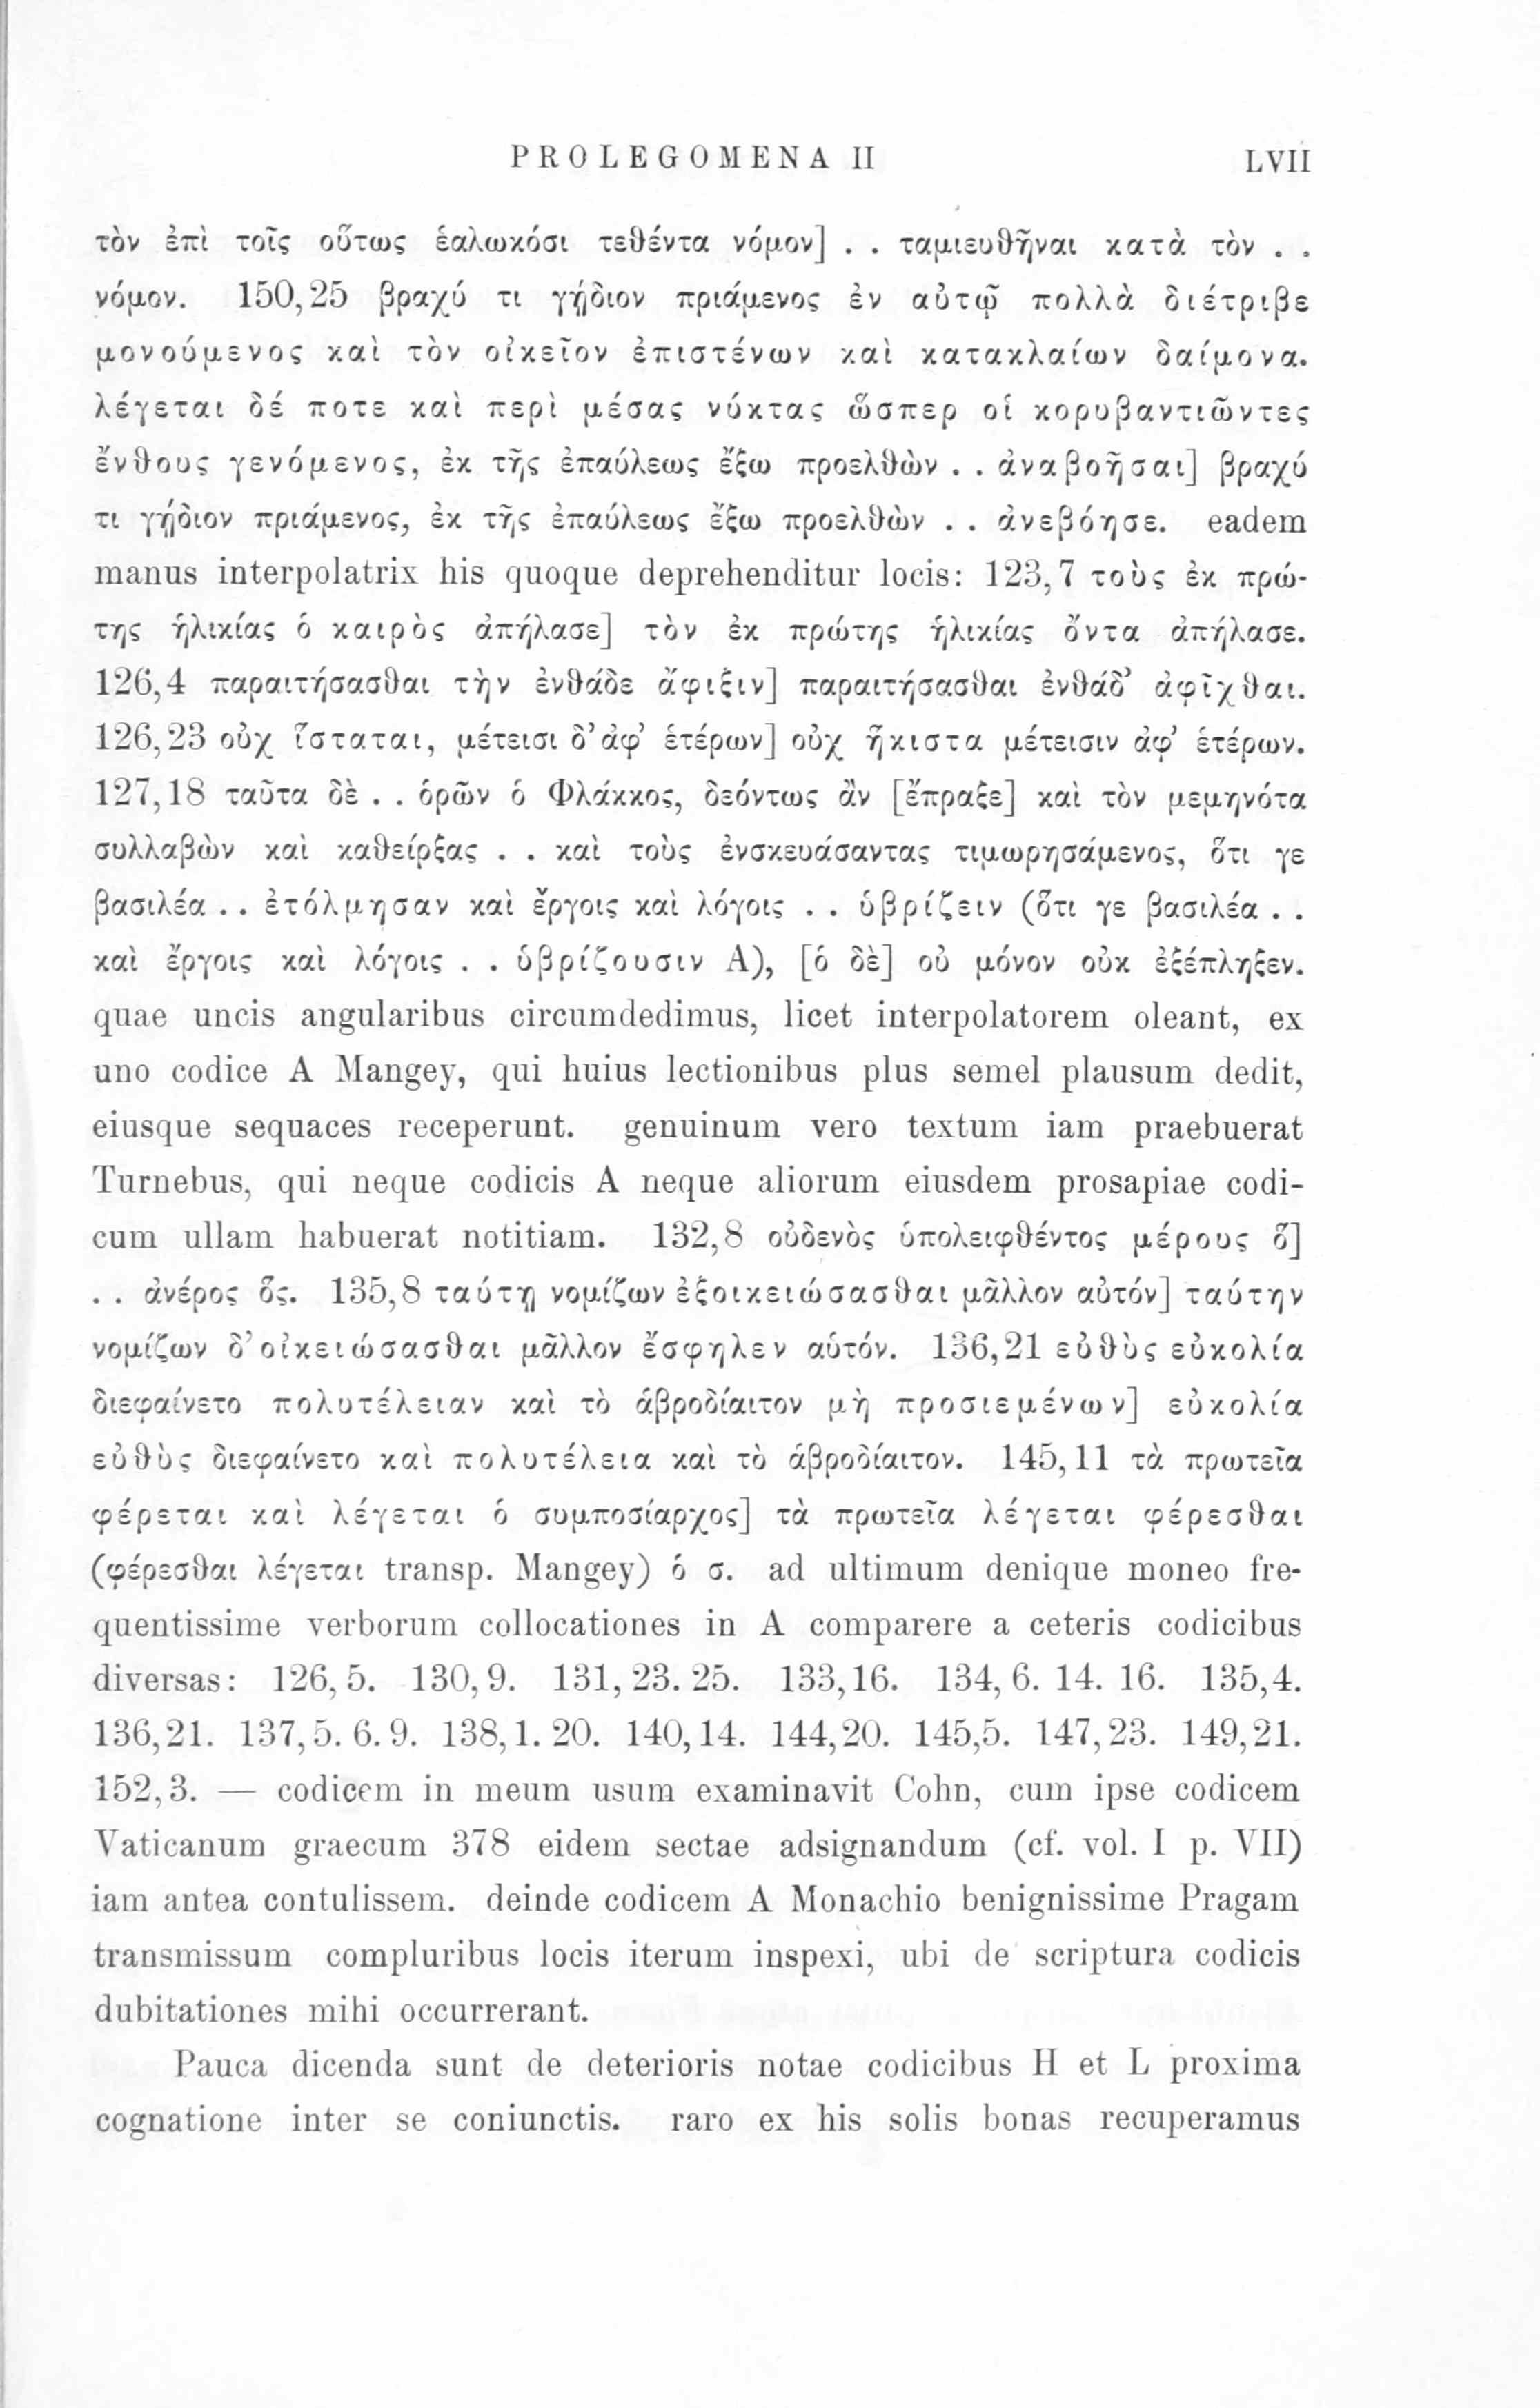 PROLEGOMENA II LVII
τὸν ἐπὶ τοῖς οὕτως ἑαλωκόσι τεθέντα νόμον] . . ταμιευθῆναι κατὰ τὸν . .
νόμον. 150,25 βραχύ τι γῄδιον πριάμενος ἐν αὐτῷ πολλὰ διέτριβε
μονούμενος καὶ τὸν οἰκεῖον ἐπιστένων καὶ κατακλαίων δαίμονα.
λέγεται δέ ποτε καὶ περὶ μέσας νύκτας ὥσπερ οἱ κορυβαντιῶντες
ἔνθους γενόμενος, ἐκ τῆς ἐπαύλεως ἔξω προελθὼν . . ἀναβοῆσαι] βραχύ
τι γῄδιον πριάμενος, ἐκ τῆς ἐπαύλεως ἔξω προελθὼν . . ἀνεβόησε. eadem
manus interpolatrix his quoque deprehenditur locis: 123,7 τοὺς ἐκ πρώ-
της ἡλικίας ὁ καιρὸς ἀπήλασε] τὸν ἐκ πρώτης ἡλικίας ὄντα ἀπήλασε.
126,4 παραιτήσασθαι τὴν ἐνθάδε ἄφιξιν] παραιτήσασθαι ἐνθάδ’ ἀφῖχθαι.
126,23 οὐχ ἵσταται, μέτεισι δ’ἀφ’ ἑτέρων] οὐχ ἥκιστα μέτεισιν ἀφ’ ἑτέρων.
127,18 ταῦτα δὲ . . ὁρῶν ὁ Φλάκκος, δεόντως ἂν [ἔπραξε] καὶ τὸν μεμηνότα
συλλαβὼν καὶ καθείρξας . . καὶ τοὺς ἐνσκευάσαντας τιμωρησάμενος, ὅτι γε
βασιλέα . . ἐτόλμησαν καὶ ἔργοις καὶ λόγοις . . ὑβρίζειν (ὅτι γε βασιλέα . .
καὶ ἔργοις καὶ λόγοις . . ὑβρίζουσιν A), [ὁ δὲ] οὐ μόνον οὐκ ἐξέπληξεν.
quae uncis angularibus circumdedimus, licet interpolatorem oleant, ex
uno codice A Mangey, qui huius lectionibus plus semel plausum dedit,
eiusque sequaces receperunt. genuinum vero textum iam praebuerat
Turnebus, qui neque codicis A neque aliorum eiusdem prosapiae codi-
cum ullam habuerat notitiam. 132,8 οὐδενὸς ὑπολειφθέντος μέρους ὃ]
. . ἀνέρος ὅς. 135,8 ταύτῃ νομίζων ἐξοικειώσασθαι μᾶλλον αὐτόν] ταύτην
νομίζων δ’οἰκειώσασθαι μᾶλλον ἔσφηλεν αὑτόν. 136,21 εὐθὺς εὐκολία
διεφαίνετο πολυτέλειαν καὶ τὸ ἁβροδίαιτον μὴ προσιεμένων] εὐκολία
εὐθὺς διεφαίνετο καὶ πολυτέλεια καὶ τὸ ἁβροδίαιτον. 145,11 τὰ πρωτεῖα
φέρεται καὶ λέγεται ὁ συμποσίαρχος] τὰ πρωτεῖα λέγεται φέρεσθαι
(φέρεσθαι λέγεται transp. Mangey) ὁ σ. ad ultimum denique moneo fre-
quentissime verborum collocationes in A comparere a ceteris codicibus
diversas: 126, 5. 130, 9. 131, 23. 25. 133,16. 134, 6. 14. 16. 135,4.
136,21. 137,5. 6. 9. 138,1. 20. 140,14. 144,20. 145,5. 147,23. 149,21.
152,3. — codicem in meum usum examinavit Cohn, cum ipse codicem
Vaticanum graecum 378 eidem sectae adsignandum (cf. vol. I p. VII)
iam antea contulissem. deinde codicem A Monachio benignissime Pragam
transmissum compluribus locis iterum inspexi, ubi de scriptura codicis
dubitationes mihi occurrerant.
Pauca dicenda sunt de deterioris notae codicibus H et L proxima
cognatione inter se coniunctis. raro ex his solis bonas recuperamus